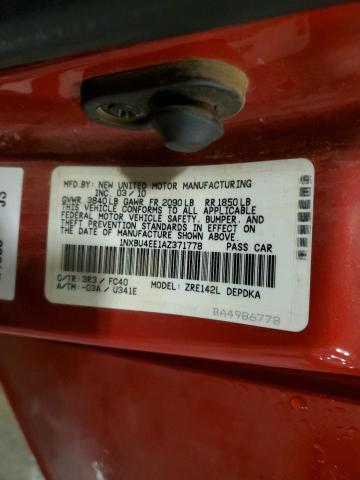 MFD.BY: NEW UNITED MOTOR MANUFACTURING
INC. 03/10
GVWR 3840LB GAWR FR 2090LB RR 1850LB
THIS VEHICLE CONFORMS TO ALL APPLICABLE
FEDERAL MOTOR VEHICLE SAFETY, BUMPER, AND
THEFT PREVENTION STANDARDS IN EFFECT ON
THE DATE OF MANUFACTURE SHOWN ABOVE.
1NXBU4EE1AZ371778 PASS CAR
C/TR: 3R3 / FC40 MODEL: ZRE142L DEPDKA
A/TM: -03A / U341E
BA4986778